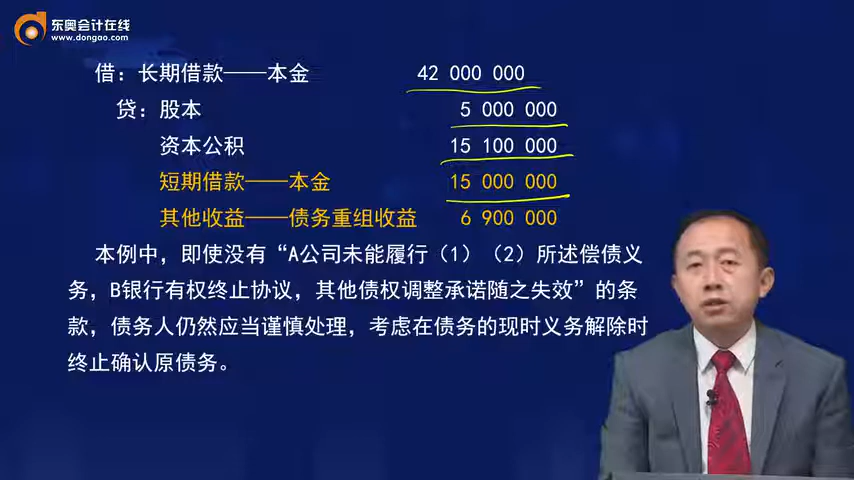 东奥会计在线
www.dongao.com
借：长期借款——本金 42 000 000
贷：股本 5 000 000
资本公积 15 100 000
短期借款——本金 15 000 000
其他收益——债务重组收益 6 900 000
本例中，即使没有“A公司未能履行（1）（2）所述偿债义
务，B银行有权终止协议，其他债权调整承诺随之失效”的条
款，债务人仍然应当谨慎处理，考虑在债务的现时义务解除时
终止确认原债务。